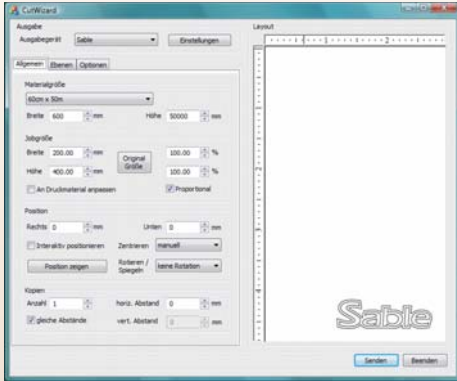 CutWizard
Ausgabe
Ausgabegerät Sable Einstellungen
Allgemein Ebenen Optionen
Materialgröße
60cm x 50m
Breite 600 mm Höhe 50000 mm
Jobgröße
Breite 200.00 mm Original Größe 100.00 %
Höhe 400.00 mm 100.00 %
An Druckmaterial anpassen Proportional
Position
Rechts 0 mm Unten 0 mm
Interaktiv positionieren Zentrieren manuell
Position zeigen Rotieren / Spiegeln keine Rotation
Kopien
Anzahl 1 horiz. Abstand 0 mm
gleiche Abstände vert. Abstand 0 mm
Layout
Sable
Senden Beenden